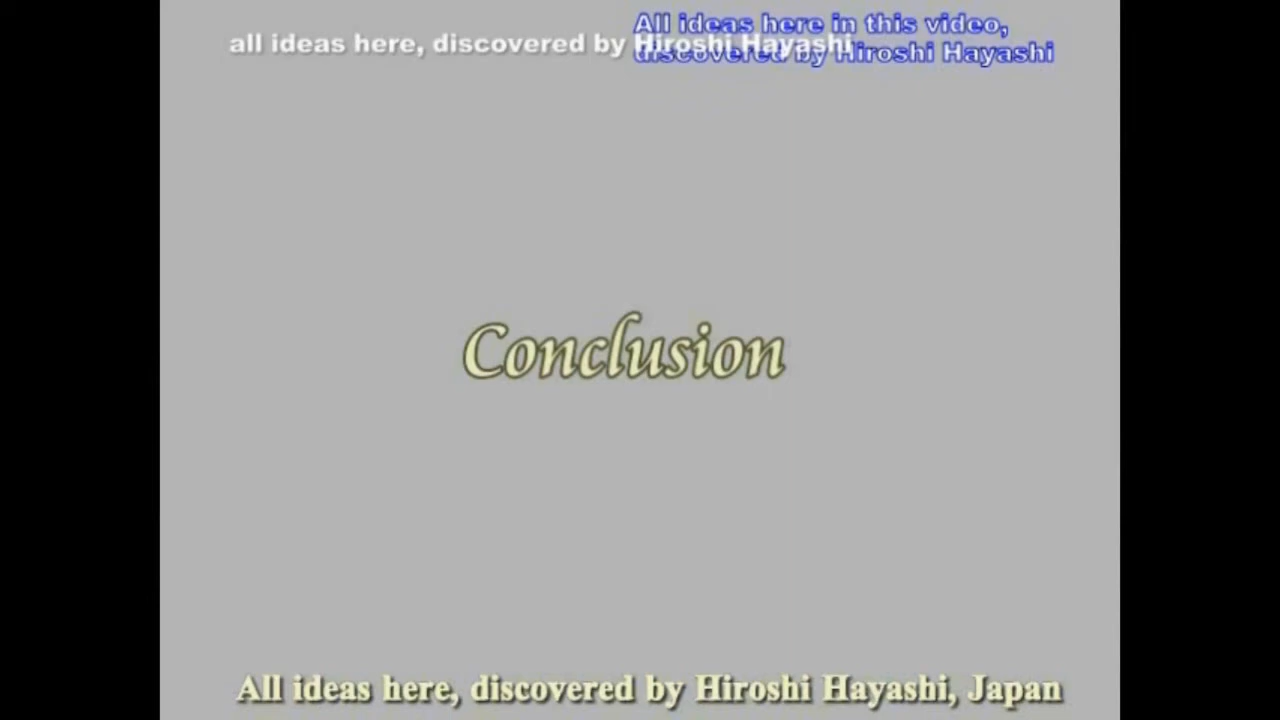 All ideas here in this video,
all ideas here, discovered by Hiroshi Hayashi
discovered by Hiroshi Hayashi
Conclusion
All ideas here, discovered by Hiroshi Hayashi, Japan